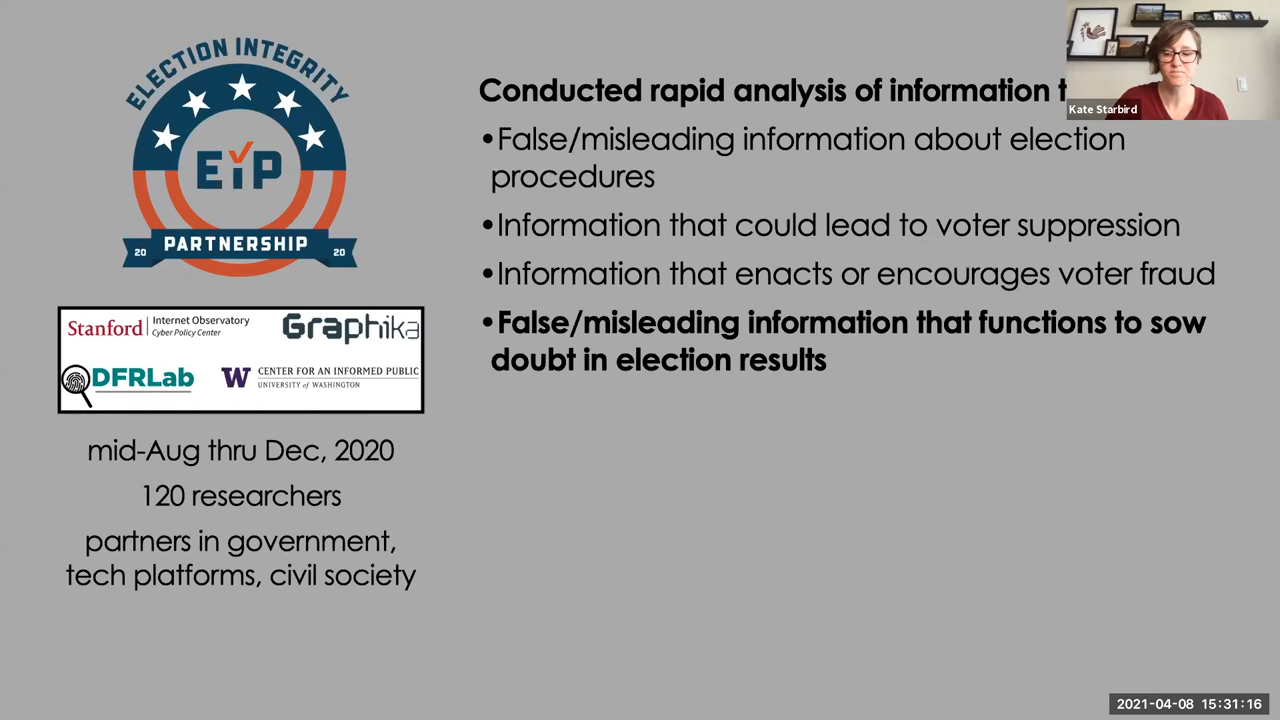 ELECTION INTEGRITY
EIP
20 PARTNERSHIP 20
Stanford | Internet Observatory
Cyber Policy Center
Graphika
DFRLab
W CENTER FOR AN INFORMED PUBLIC
UNIVERSITY of WASHINGTON
mid-Aug thru Dec, 2020
120 researchers
partners in government,
tech platforms, civil society
Conducted rapid analysis of information
•False/misleading information about election
procedures
•Information that could lead to voter suppression
•Information that enacts or encourages voter fraud
•False/misleading information that functions to sow
doubt in election results
Kate Starbird
2021-04-08 15:31:16